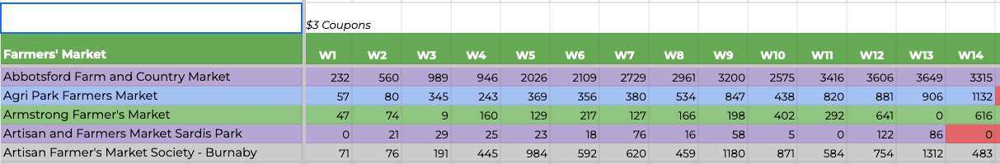 $3 Coupons
Farmers' Market W1 W2 W3 W4 W5 W6 W7 W8 W9 W10 W11 W12 W13 W14
Abbotsford Farm and Country Market 232 560 989 946 2026 2109 2729 2961 3200 2575 3416 3606 3649 3315
Agri Park Farmers Market 57 80 345 243 369 356 380 534 847 438 820 881 906 1132
Armstrong Farmer's Market 47 74 9 160 129 217 127 166 198 402 292 641 0 616
Artisan and Farmers Market Sardis Park 0 21 29 25 23 18 76 16 58 5 0 122 86 0
Artisan Farmer's Market Society - Burnaby 71 76 191 445 984 592 620 459 1180 871 584 754 1312 483